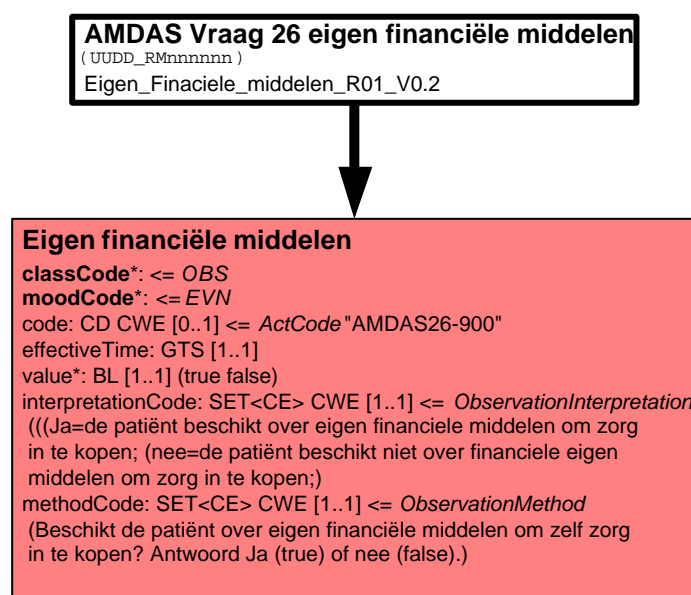 AMDAS Vraag 26 eigen financiële middelen
( UUDD_RMnnnnnn )
Eigen_Finaciele_middelen_R01_V0.2
Eigen financiële middelen
classCode*: <= OBS
moodCode*: <= EVN
code: CD CWE [0..1] <= ActCode "AMDAS26-900"
effectiveTime: GTS [1..1]
value*: BL [1..1] (true false)
interpretationCode: SET<CE> CWE [1..1] <= ObservationInterpretation
(((Ja=de patiënt beschikt over eigen financiele middelen om zorg
in te kopen; (nee=de patiënt beschikt niet over financiele eigen
middelen om zorg in te kopen;)
methodCode: SET<CE> CWE [1..1] <= ObservationMethod
(Beschikt de patiënt over eigen financiële middelen om zelf zorg
in te kopen? Antwoord Ja (true) of nee (false).)